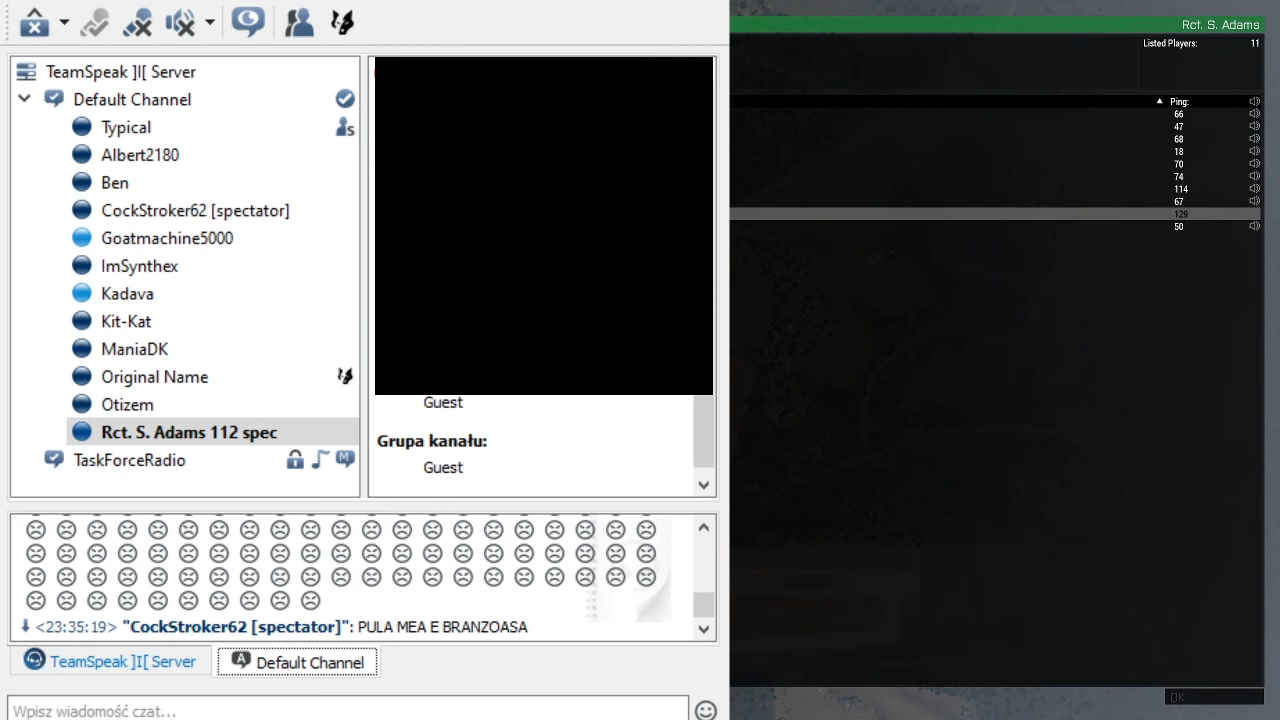 TeamSpeak ]I[ Server
Default Channel
Typical
Albert2180
Ben
CockStroker62 [spectator]
Goatmachine5000
ImSynthex
Kadava
Kit-Kat
ManiaDK
Original Name
Otizem
Rct. S. Adams 112 spec
TaskForceRadio
Guest
Grupa kanału:
Guest
<23:35:19> "CockStroker62 [spectator]": PULA MEA E BRANZOASA
TeamSpeak ]I[ Server
Default Channel
Wpisz wiadomość czat...
Rct. S. Adams
Listed Players: 11
Ping:
66
47
68
18
70
74
114
67
129
50
OK